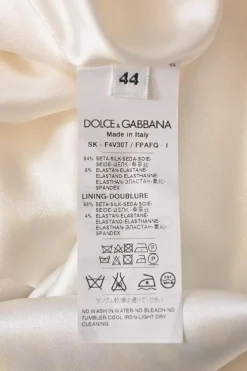 44
DOLCE & GABBANA
Made in Italy
SK - F4V30T / FPAFQ - I
94% SETA-SILK-SEDA-SOIE-
SEIDE-ШЕЛК-
6% ELASTAN-ELASTANE-
ELASTANO-ELASTHANNE-
ELASTHAN-ЭЛАСТАН-
SPANDEX
LINING-DOUBLURE
96% SETA-SILK-SEDA-SOIE-
SEIDE-ШЕЛК-
4% ELASTAN-ELASTANE-
ELASTANO-ELASTHANNE-
ELASTHAN-ЭЛАСТАН-
SPANDEX
NO WASH IN WATER NO BLEACH NO
TUMBLER COOL IRON LIGHT DRY
CLEANING